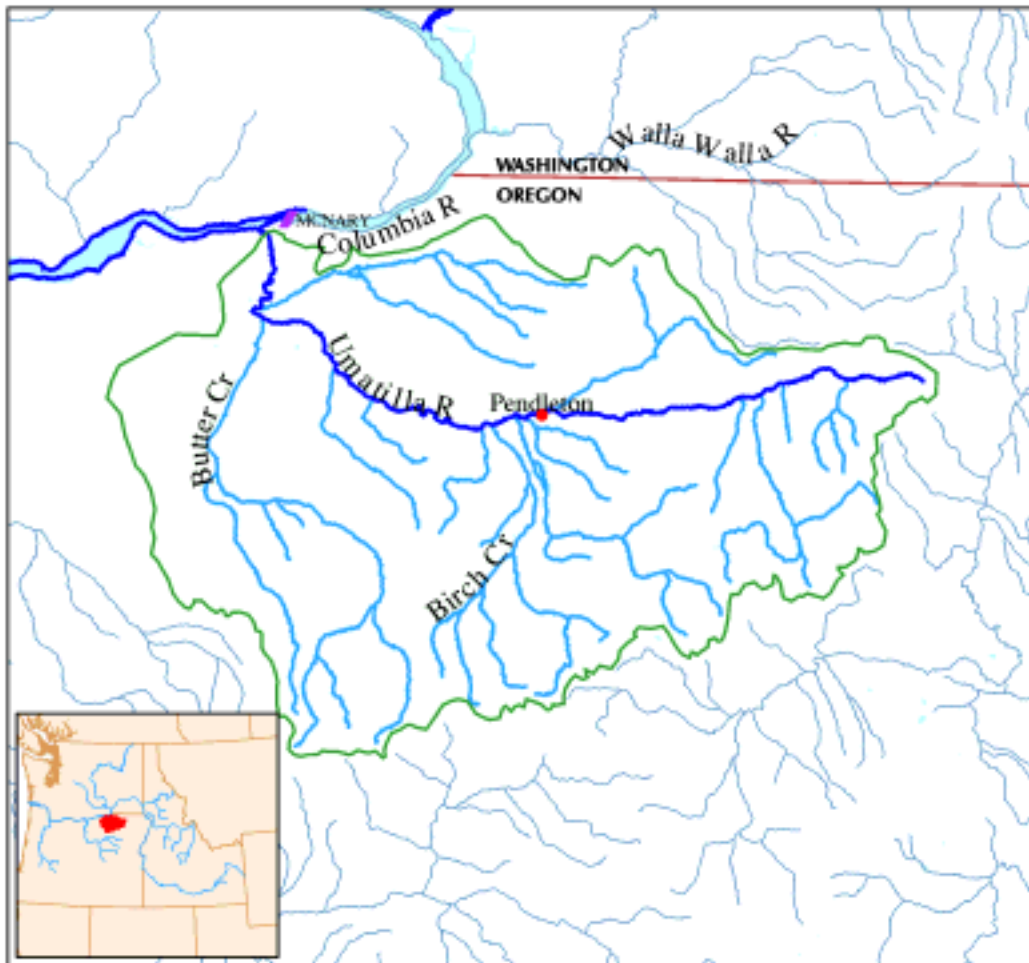 Walla Walla R
WASHINGTON
OREGON
MCNARY
Columbia R
Umatilla R
Butter Cr
Pendleton
Birch Cr